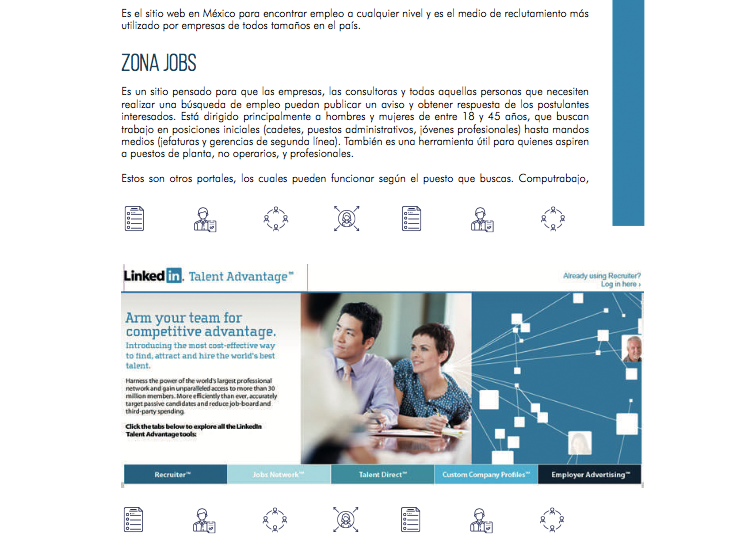 Es el sitio web en México para encontrar empleo a cualquier nivel y es el medio de reclutamiento más
utilizado por empresas de todos tamaños en el país.
ZONA JOBS
Es un sitio pensado para que las empresas, las consultoras y todas aquellas personas que necesiten
realizar una búsqueda de empleo puedan publicar un aviso y obtener respuesta de los postulantes
interesados. Está dirigido principalmente a hombres y mujeres de entre 18 y 45 años, que buscan
trabajo en posiciones iniciales (cadetes, puestos administrativos, jóvenes profesionales) hasta mandos
medios (jefaturas y gerencias de segunda línea). También es una herramienta útil para quienes aspiren
a puestos de planta, no operarios, y profesionales.
Estos son otros portales, los cuales pueden funcionar según el puesto que buscas. Computrabajo,
Linked in. Talent Advantage™
Already using Recruiter?
Log in here ›
Arm your team for
competitive advantage.
Introducing the most cost-effective way
to find, attract and hire the world's best
talent.
Harness the power of the world's largest professional
network and gain unparalleled access to more than 30
million members. More efficiently than ever, accurately
target passive candidates and reduce job-board and
third-party spending.
Click the tabs below to explore all the LinkedIn
Talent Advantage tools:
Recruiter™ Jobs Network™ Talent Direct™ Custom Company Profiles™ Employer Advertising™